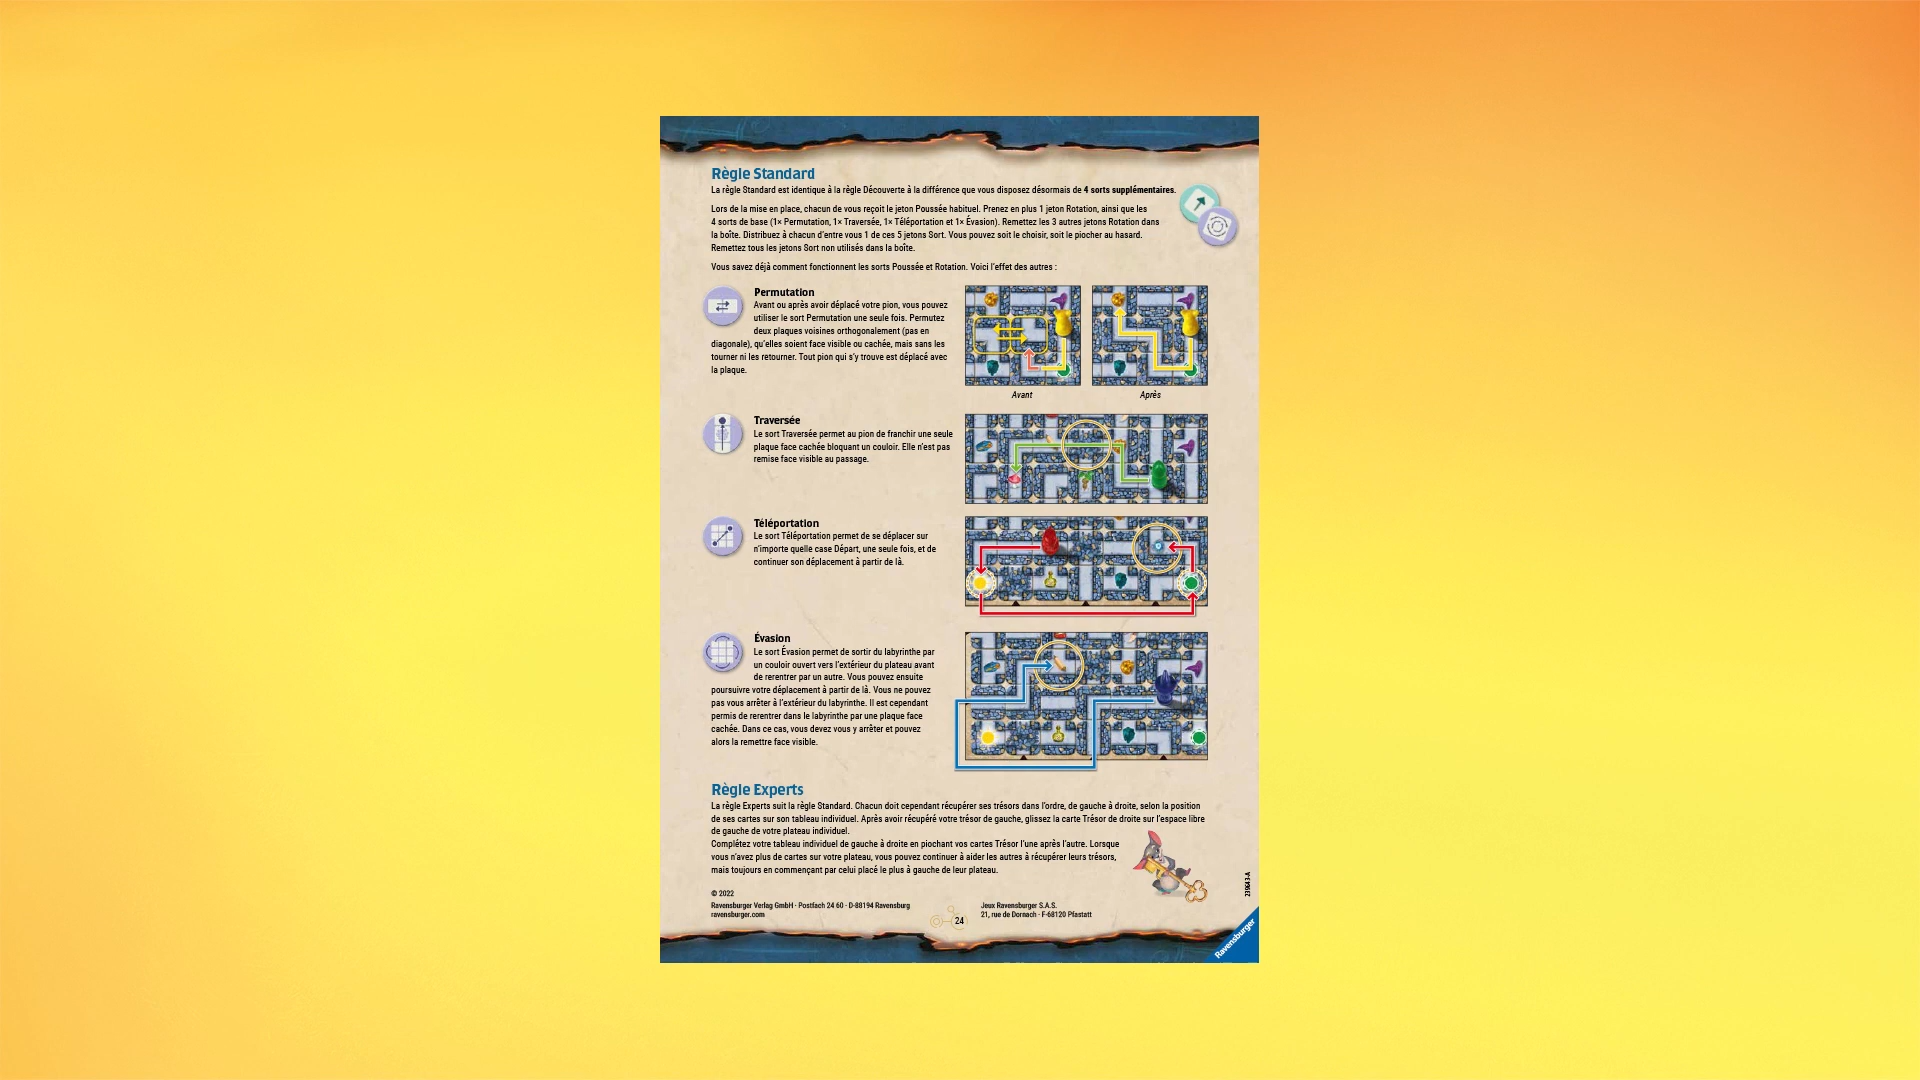 Règle Standard
La règle Standard est identique à la règle Découverte à la différence que vous disposez désormais de 4 sorts supplémentaires.
Lors de la mise en place, chacun de vous reçoit le jeton Poussée habituel. Prenez en plus 1 jeton Rotation, ainsi que les
4 sorts de base (1× Permutation, 1× Traversée, 1× Téléportation et 1× Évasion). Remettez les 3 autres jetons Rotation dans
la boîte. Distribuez à chacun d'entre vous 1 de ces 5 jetons Sort. Vous pouvez soit le choisir, soit le piocher au hasard.
Remettez tous les jetons Sort non utilisés dans la boîte.
Vous savez déjà comment fonctionnent les sorts Poussée et Rotation. Voici l'effet des autres :
Permutation
Avant ou après avoir déplacé votre pion, vous pouvez
utiliser le sort Permutation une seule fois. Permutez
deux plaques voisines orthogonalement (pas en
diagonale), qu'elles soient face visible ou cachée, mais sans les
tourner ni les retourner. Tout pion qui s'y trouve est déplacé avec
la plaque.
Avant
Après
Traversée
Le sort Traversée permet au pion de franchir une seule
plaque face cachée bloquant un couloir. Elle n'est pas
remise face visible au passage.
Téléportation
Le sort Téléportation permet de se déplacer sur
n'importe quelle case Départ, une seule fois, et de
continuer son déplacement à partir de là.
Évasion
Le sort Évasion permet de sortir du labyrinthe par
un couloir ouvert vers l'extérieur du plateau avant
de rentrer par un autre. Vous pouvez ensuite
poursuivre votre déplacement à partir de là. Vous ne pouvez
pas vous arrêter à l'extérieur du labyrinthe. Il est cependant
permis de rentrer dans le labyrinthe par une plaque face
cachée. Dans ce cas, vous devez vous y arrêter et pouvez
alors la remettre face visible.
Règle Experts
La règle Experts suit la règle Standard. Chacun doit cependant récupérer ses trésors dans l'ordre, de gauche à droite, selon la position
de ses cartes sur son tableau individuel. Après avoir récupéré votre trésor de gauche, glissez la carte Trésor de droite sur l'espace libre
de gauche de votre plateau individuel.
Complétez votre tableau individuel de gauche à droite en piochant vos cartes Trésor l'une après l'autre. Lorsque
vous n'avez plus de cartes sur votre plateau, vous pouvez continuer à aider les autres à récupérer leurs trésors,
mais toujours en commençant par celui placé le plus à gauche de leur plateau.
© 2022
Ravensburger Verlag GmbH · Postfach 24 60 · D-88194 Ravensburg
ravensburger.com
24
Jeux Ravensburger S.A.S.
21, rue de Dornach · F-68120 Pfastatt
239643-A
Ravensburger